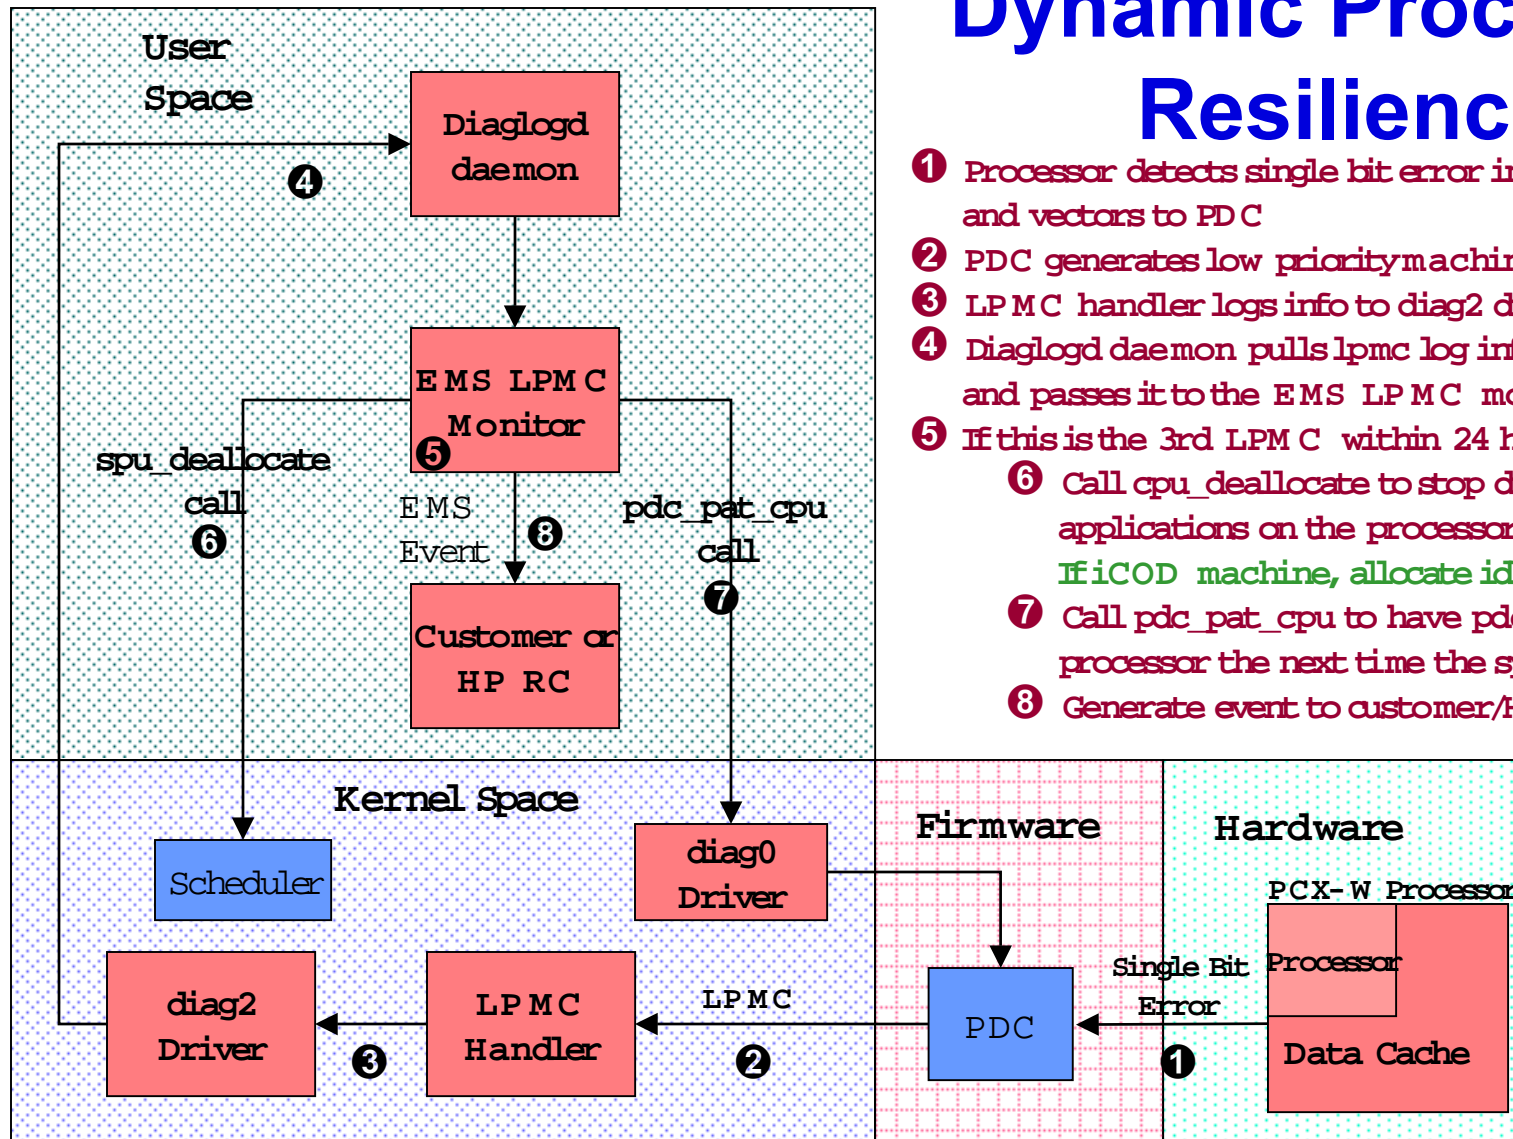 Dynamic Proc
Resilienc
❶ Processor detects single bit error in
and vectors to PDC
❷ PDC generates low priority machin
❸ LPMC handler logs info to diag2 d
❹ Diaglogd daemon pulls lpmc log inf
and passes it to the EMS LPMC mo
❺ If this is the 3rd LPMC within 24 h
❻ Call cpu_deallocate to stop d
applications on the processor
If iCOD machine, allocate id
❼ Call pdc_pat_cpu to have pdc
processor the next time the sy
❽ Generate event to customer/H
User
Space
Diaglogd
daemon
❹
EMS LPMC
Monitor
❺
spu_deallocate
call
❻
EMS
Event
❽
pdc_pat_cpu
call
❼
Customer or
HP RC
Kernel Space
Scheduler
diag0
Driver
diag2
Driver
❸
LPMC
Handler
LPMC
❷
Firmware
PDC
Single Bit
Error
❶
Hardware
PCX-W Processor
Processor
Data Cache